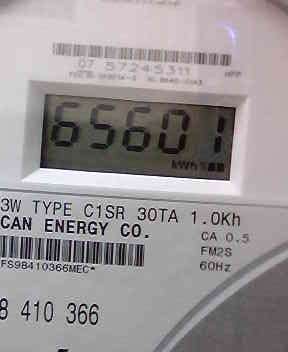 07 57245311
65601
kWh
3W TYPE C1SR 30TA 1.0Kh
CAN ENERGY CO.
CA 0.5
FM2S
FS98410366MEC*
60Hz
8 410 366